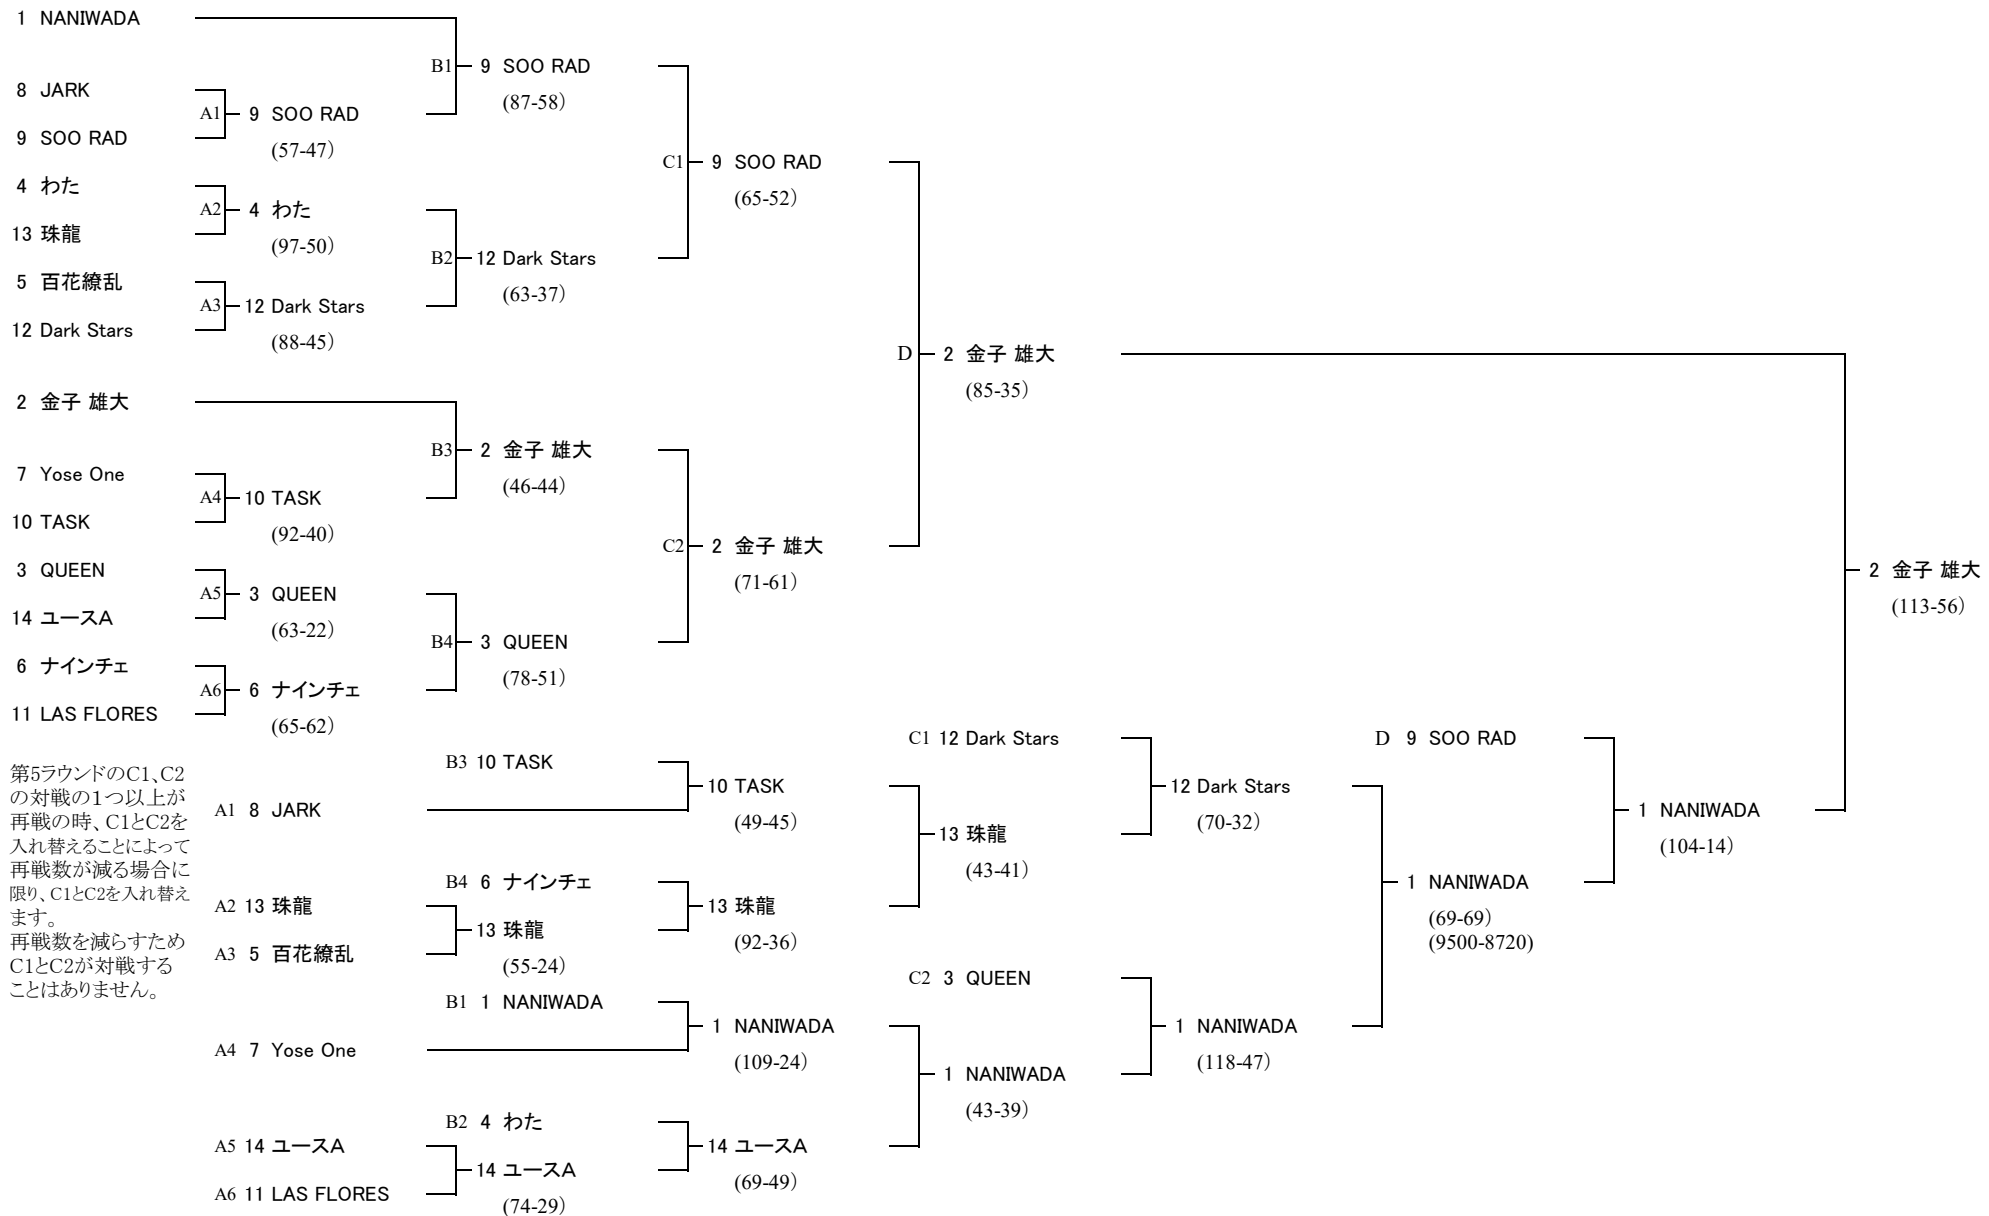 1 NANIWADA
B1 9 SOO RAD
(87-58)
8 JARK
A1 9 SOO RAD
(57-47)
9 SOO RAD
C1 9 SOO RAD
(65-52)
4 わた
A2 4 わた
(97-50)
13 珠龍
B2 12 Dark Stars
(63-37)
5 百花繚乱
A3 12 Dark Stars
(88-45)
12 Dark Stars
D 2 金子 雄大
(85-35)
2 金子 雄大
B3 2 金子 雄大
(46-44)
7 Yose One
A4 10 TASK
(92-40)
10 TASK
C2 2 金子 雄大
(71-61)
3 QUEEN
A5 3 QUEEN
(63-22)
14 ユースA
B4 3 QUEEN
(78-51)
6 ナインチェ
A6 6 ナインチェ
(65-62)
11 LAS FLORES
2 金子 雄大
(113-56)
第5ラウンドのC1、C2
の対戦の1つ以上が
再戦の時、C1とC2を
入れ替えることによって
再戦数が減る場合に
限り、C1とC2を入れ替え
ます。
再戦数を減らすため
C1とC2が対戦する
ことはありません。
B3 10 TASK
A1 8 JARK
10 TASK
(49-45)
A2 13 珠龍
A3 5 百花繚乱
B4 6 ナインチェ
13 珠龍
(55-24)
13 珠龍
(92-36)
13 珠龍
(43-41)
C1 12 Dark Stars
12 Dark Stars
(70-32)
B1 1 NANIWADA
A4 7 Yose One
1 NANIWADA
(109-24)
B2 4 わた
A5 14 ユースA
A6 11 LAS FLORES
14 ユースA
(74-29)
14 ユースA
(69-49)
1 NANIWADA
(43-39)
C2 3 QUEEN
1 NANIWADA
(118-47)
1 NANIWADA
(69-69)
(9500-8720)
D 9 SOO RAD
1 NANIWADA
(104-14)